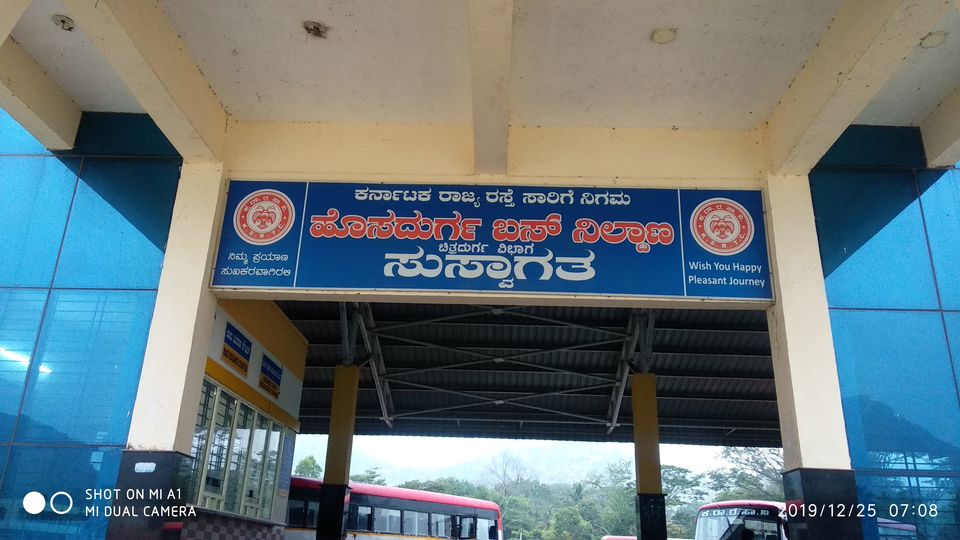 ಕರ್ನಾಟಕ ರಾಜ್ಯ ರಸ್ತೆ ಸಾರಿಗೆ ನಿಗಮ
ಹೊಸದುರ್ಗ ಬಸ್ ನಿಲ್ದಾಣ
ಚಿತ್ರದುರ್ಗ ವಿಭಾಗ
ಸುಸ್ವಾಗತ
ಕ.ರಾ.ರ.ಸಾ.ನಿ
K.S.R.T.C
ನಿಮ್ಮ ಪ್ರಯಾಣ
ಸುಖಕರವಾಗಿರಲಿ
ಕ.ರಾ.ರ.ಸಾ.ನಿ
K.S.R.T.C
Wish You Happy
Pleasant Journey
ಕ.ರಾ.ರ.ಸಾ.ನಿ
SHOT ON MI A1
MI DUAL CAMERA
2019/12/25 07:08